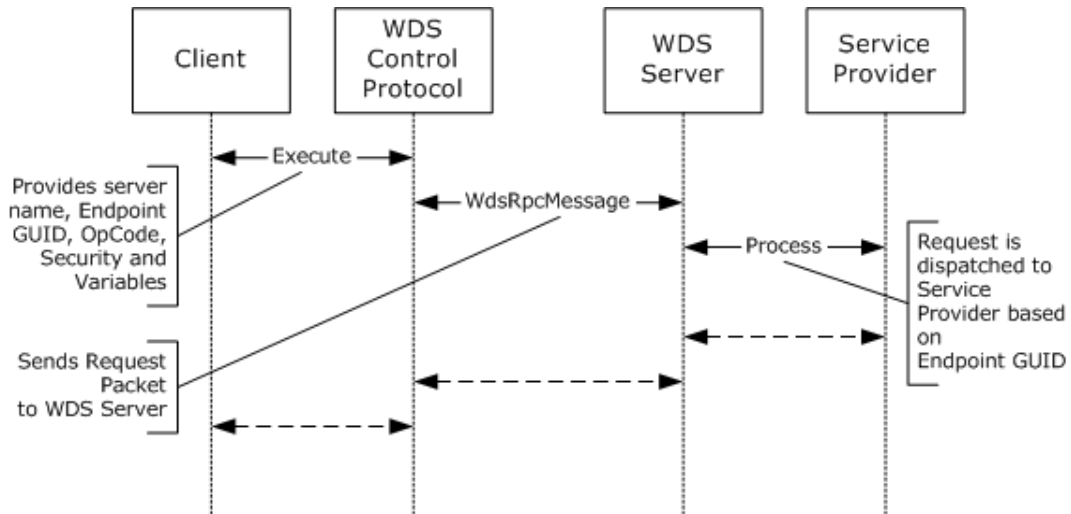 Client
WDS
Control
Protocol
WDS
Server
Service
Provider
Execute
Provides server
name, Endpoint
GUID, OpCode,
Security and
Variables
WdsRpcMessage
Process
Request is
dispatched to
Service
Provider based
on
Endpoint GUID
Sends Request
Packet
to WDS Server